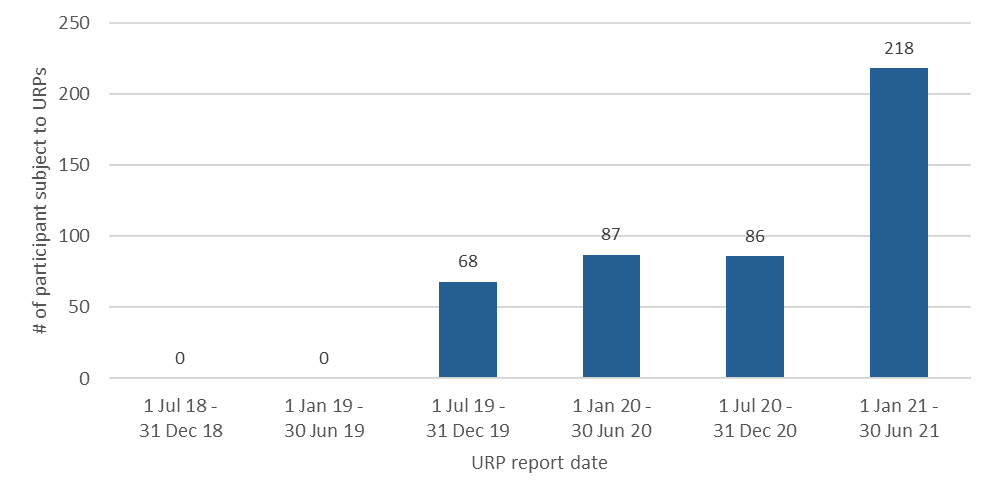 250
200
150
100
50
0
# of participant subject to URPs
0
0
68
87
86
218
1 Jul 18 -
31 Dec 18
1 Jan 19 -
30 Jun 19
1 Jul 19 -
31 Dec 19
1 Jan 20 -
30 Jun 20
1 Jul 20 -
31 Dec 20
1 Jan 21 -
30 Jun 21
URP report date